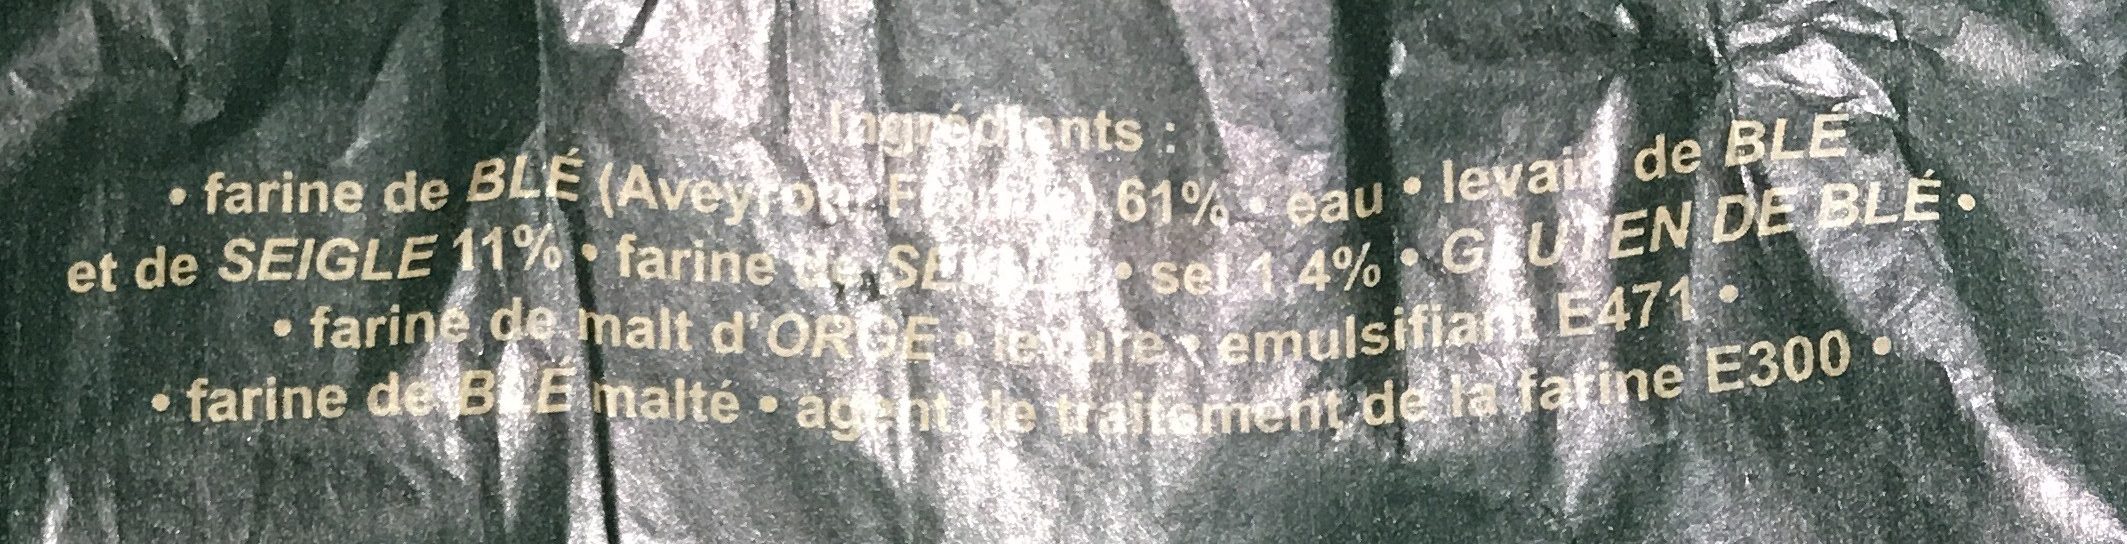 Ingrédients :
• farine de BLÉ (Aveyron, France) 61% • eau • levain de BLÉ
et de SEIGLE 11% • farine de SEIGLE • sel 1,4% • GLUTEN DE BLÉ •
• farine de malt d'ORGE • levure • emulsifiant E471 •
• farine de BLÉ malté • agent de traitement de la farine E300 •